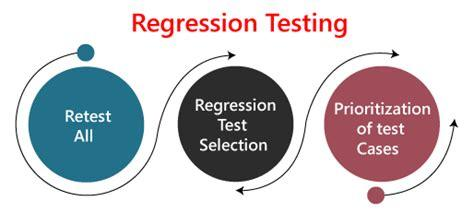 Regression Testing
Retest
All
Regression
Test
Selection
Prioritization
of test
Cases